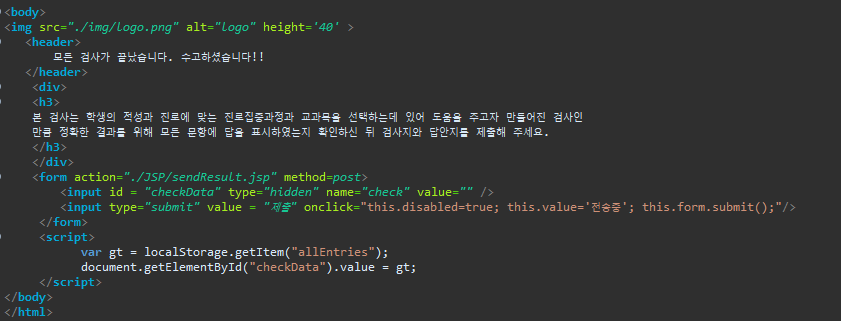 <body>
<img src="./img/logo.png" alt="logo" height='40' >
<header>
모든 검사가 끝났습니다. 수고하셨습니다!!
</header>
<div>
<h3>
본 검사는 학생의 적성과 진로에 맞는 진로집중과정과 교과목을 선택하는데 있어 도움을 주고자 만들어진 검사인
만큼 정확한 결과를 위해 모든 문항에 답을 표시하였는지 확인하신 뒤 검사지와 답안지를 제출해 주세요.
</h3>
</div>
<form action="./JSP/sendResult.jsp" method=post>
<input id = "checkData" type="hidden" name="check" value="" />
<input type="submit" value = "제출" onclick="this.disabled=true; this.value='전송중'; this.form.submit();"/>
</form>
<script>
var gt = localStorage.getItem("allEntries");
document.getElementById("checkData").value = gt;
</script>
</body>
</html>